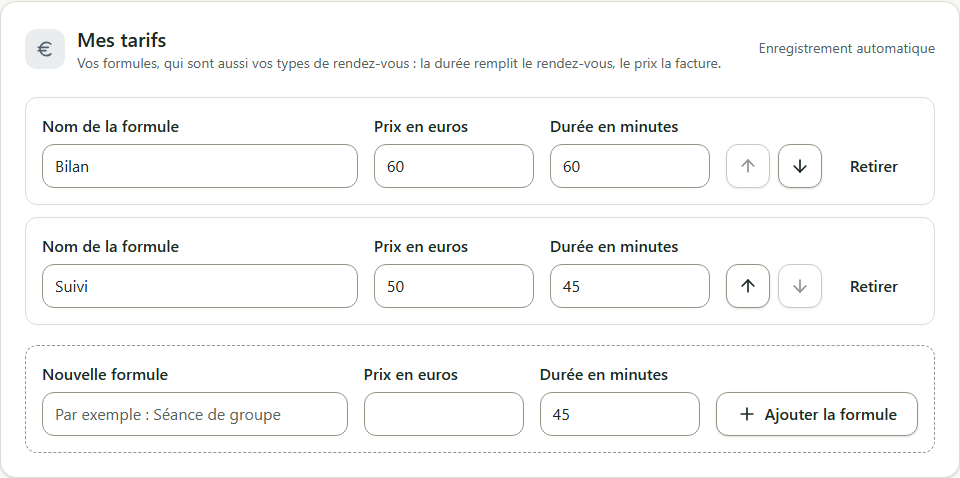 €
Mes tarifs
Vos formules, qui sont aussi vos types de rendez-vous : la durée remplit le rendez-vous, le prix la facture.
Enregistrement automatique
Nom de la formule
Prix en euros
Durée en minutes
Bilan
60
60
Retirer
Nom de la formule
Prix en euros
Durée en minutes
Suivi
50
45
Retirer
Nouvelle formule
Prix en euros
Durée en minutes
Par exemple : Séance de groupe
45
Ajouter la formule